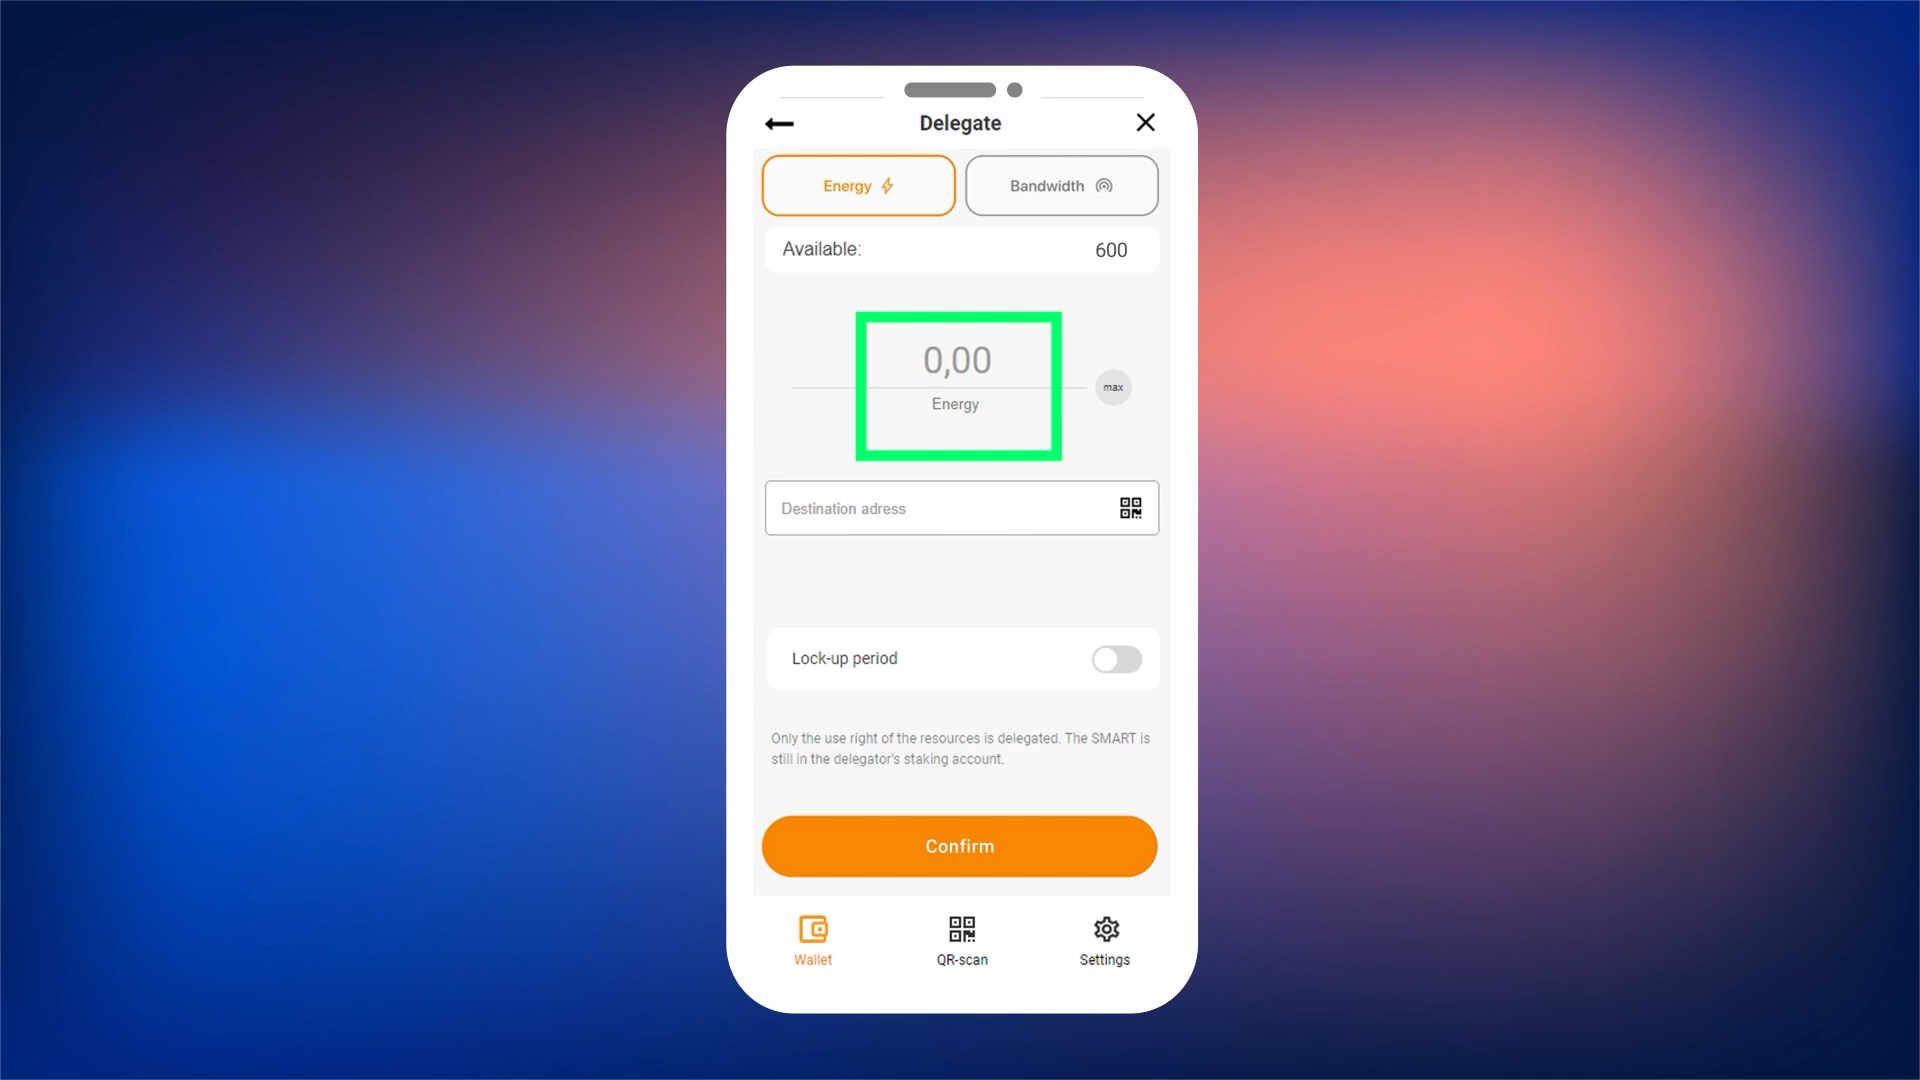 Delegate
Energy
Bandwidth
Available:
600
0,00
max
Energy
Destination adress
Lock-up period
Only the use right of the resources is delegated. The SMART is
still in the delegator's staking account.
Confirm
Wallet
QR-scan
Settings